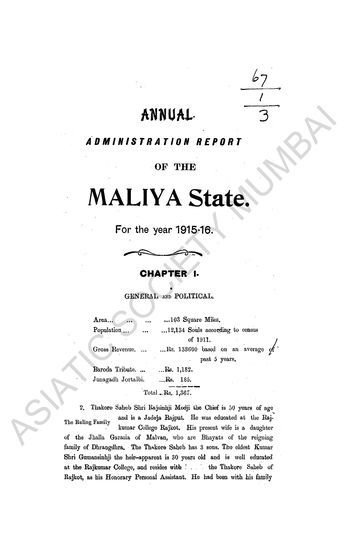 67
1
3
ANNUAL
ADMINISTRATION REPORT
OF THE
MALIYA State.
For the year 1915-16.
CHAPTER I.
GENERAL AND POLITICAL.
Area... ... ... ...103 Square Miles.
Population ... ... ...12,134 Souls according to census
of 1911.
Gross Revenue. ... ...Rs. 138600 based on an average of
past 5 years.
Baroda Tribute. ... ...Rs. 1,182.
Junagadh Jortalbi. ...Rs. 185.
Total ..Rs. 1,367.
2. Thakore Saheb Shri Raisinhji Modji the Chief is 50 years of age
The Ruling Family
and is a Jadeja Rajput. He was educated at the Raj-
kumar College Rajkot. His present wife is a daughter
of the Jhalla Garasia of Malvan, who are Bhayats of the reigning
family of Dhrangdhra. The Thakore Saheb has 3 sons. The eldest Kumar
Shri Gumansinhji the heir-apparent is 30 years old and is well educated
at the Rajkumar College, and resides with the Thakore Saheb of
Rajkot, as his Honorary Personal Assistant. He had been with his family
ASIATIC SOCIETY MUMBAI